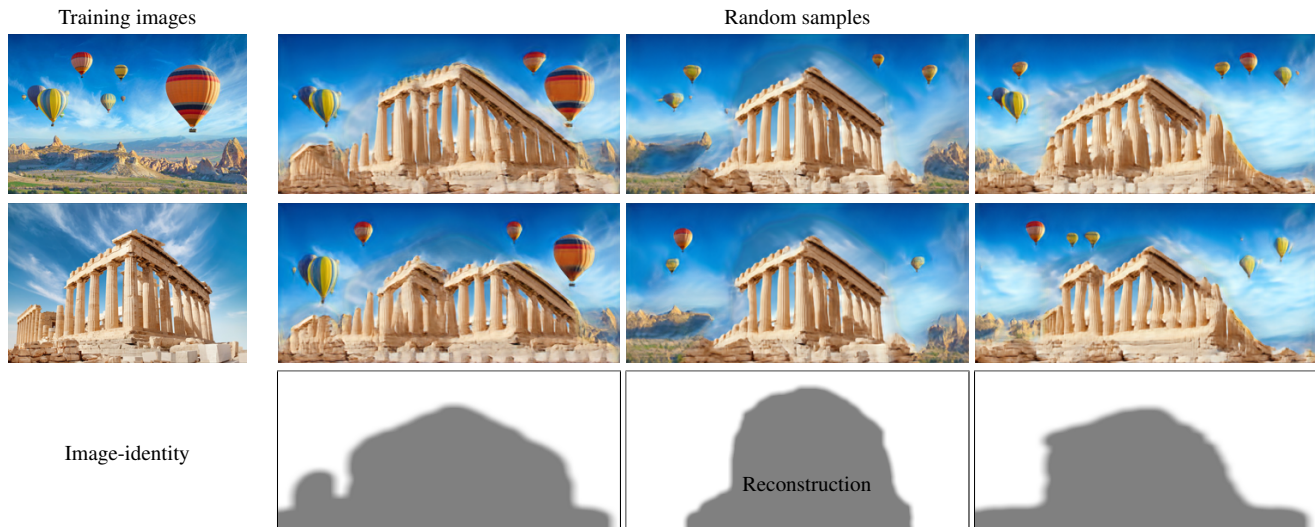 Training images
Random samples
Image-identity
Reconstruction